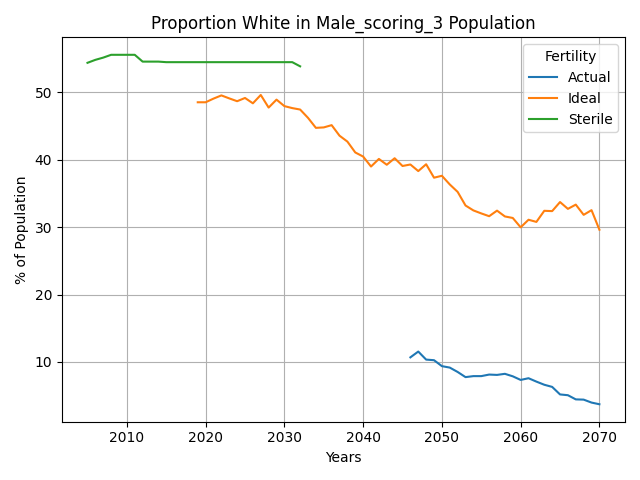 Proportion White in Male_scoring_3 Population
Fertility
Actual
Ideal
Sterile
% of Population
50
40
30
20
10
2010 2020 2030 2040 2050 2060 2070
Years